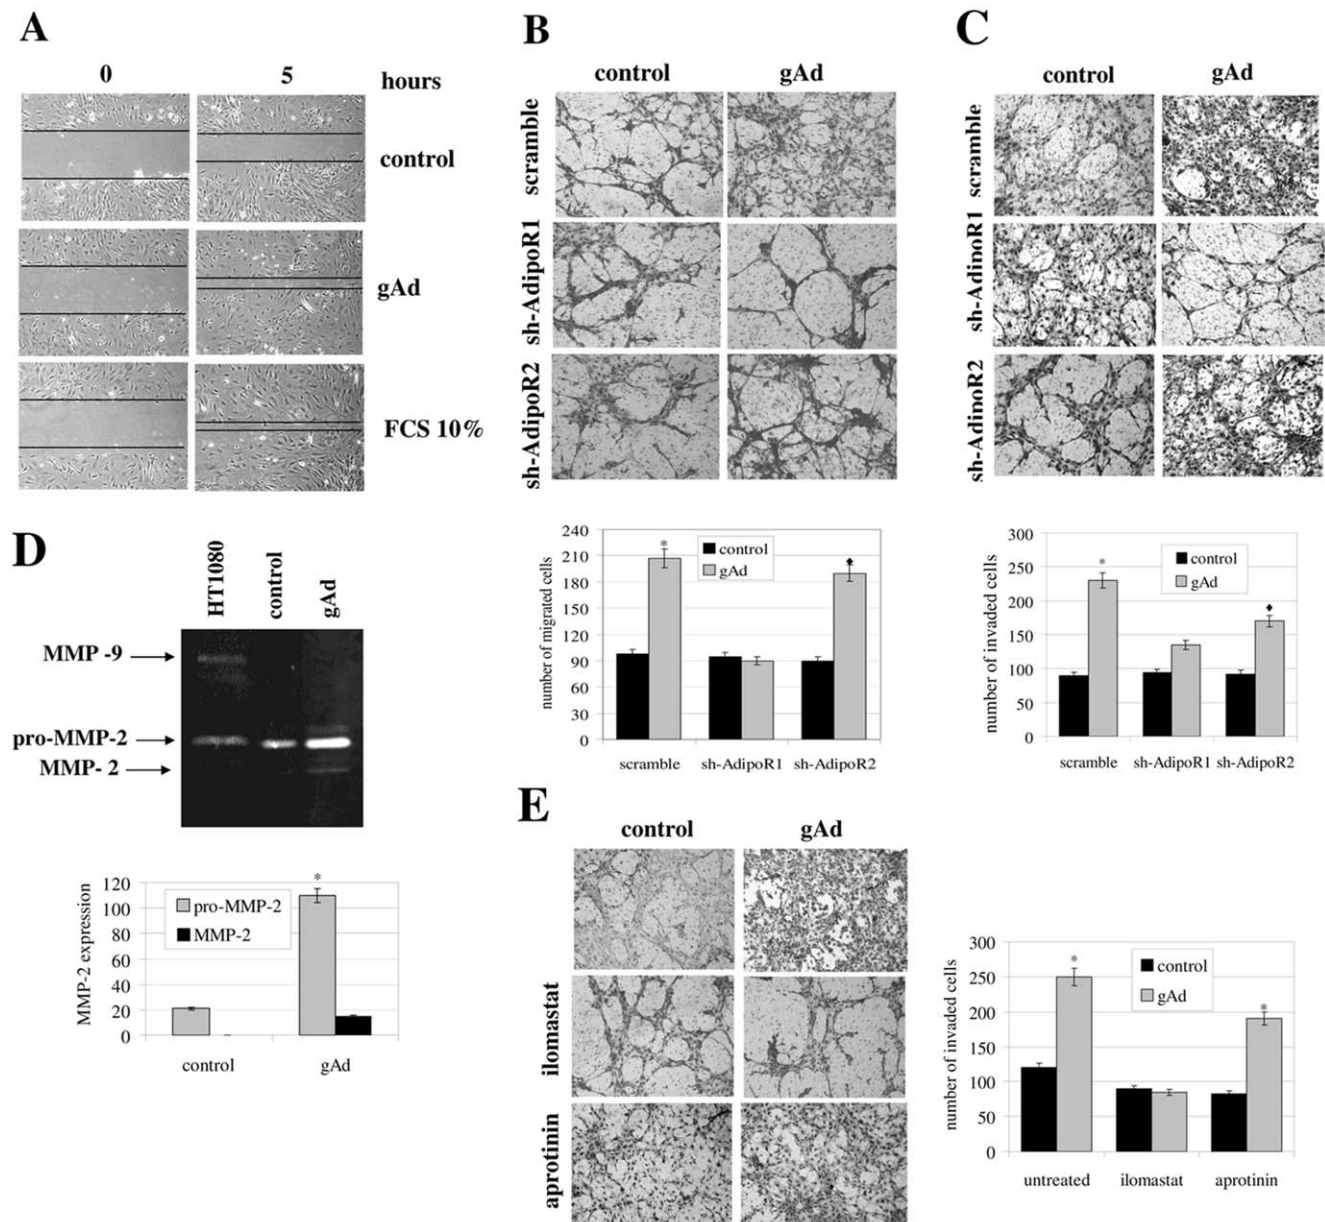 A
0 5 hours
control
gAd
FCS 10%
B
control gAd
scramble
sh-AdipoR1
sh-AdipoR2
number of migrated cells
240
210
180
150
120
90
60
30
0
control
gAd
*
♦
scramble sh-AdipoR1 sh-AdipoR2
C
control gAd
scramble
sh-AdinoR1
sh-AdinoR2
number of invaded cells
300
250
200
150
100
50
0
control
gAd
*
♦
scramble sh-AdipoR1 sh-AdipoR2
D
HT1080 control gAd
MMP -9
pro-MMP-2
MMP- 2
MMP-2 expression
120
100
80
60
40
20
0
pro-MMP-2
MMP-2
*
control gAd
E
control gAd
ilomastat
aprotinin
number of invaded cells
300
250
200
150
100
50
0
control
gAd
*
*
untreated ilomastat aprotinin